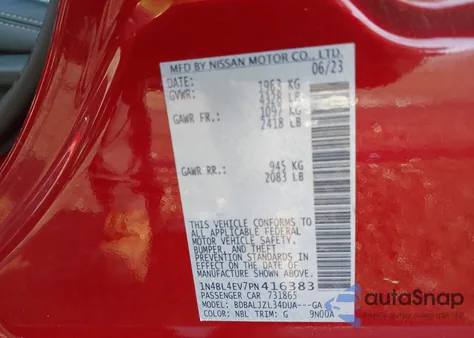 MFD BY NISSAN MOTOR CO., LTD.
DATE: 06/23
GVWR: 1963 KG
4328 LB
GAWR FR.: 1097 KG
2418 LB
GAWR RR.: 945 KG
2083 LB
THIS VEHICLE CONFORMS TO
ALL APPLICABLE FEDERAL
MOTOR VEHICLE SAFETY,
BUMPER, AND THEFT
PREVENTION STANDARDS IN
EFFECT ON THE DATE OF
MANUFACTURE SHOWN ABOVE.
1N4BL4EV7PN416383
PASSENGER CAR 731865
MODEL: BDBALJZL34DUA---GA
COLOR: NBL TRIM: G 9N00A
autoSnap